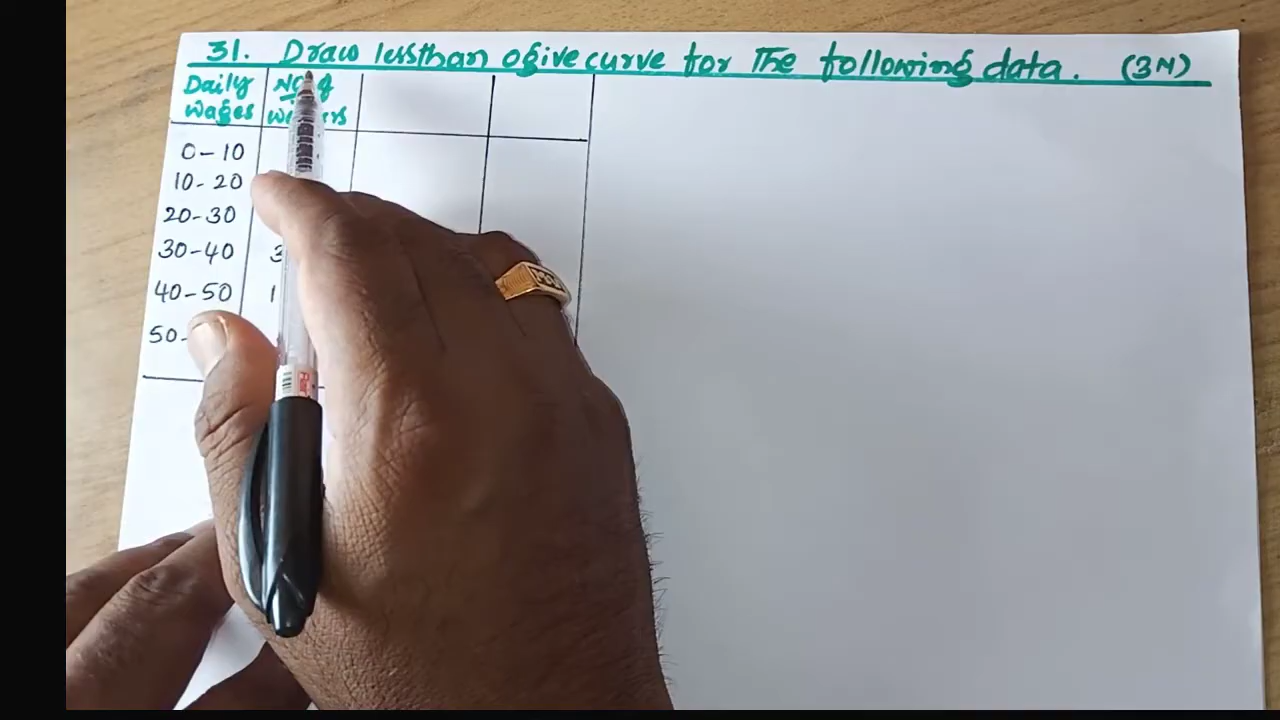 31. Draw lessthan ogive curve for the following data. (3M)
Daily
wages
0-10
10-20
20-30
30-40
40-50